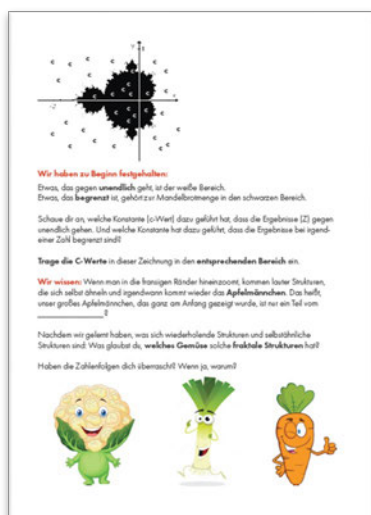 Wir haben zu Beginn festgehalten:
Etwas, das gegen unendlich geht, ist der weiße Bereich.
Etwas, das begrenzt ist, gehört zur Mandelbrotmenge in den schwarzen Bereich.
Schaue dir an, welche Konstante (c-Wert) dazu geführt hat, dass die Ergebnisse (Z) gegen
unendlich gehen. Und welche Konstante hat dazu geführt, dass die Ergebnisse bei irgend-
einer Zahl begrenzt sind?
Trage die C-Werte in dieser Zeichnung in den entsprechenden Bereich ein.
Wir wissen: Wenn man in die fransigen Ränder hineinzoomt, kommen lauter Strukturen,
die sich selbst ähneln und irgendwann kommt wieder das Apfelmännchen. Das heißt,
unser großes Apfelmännchen, das ganz am Anfang gezeigt wurde, ist nur ein Teil vom
____________?
Nachdem wir gelernt haben, was sich wiederholende Strukturen und selbstähnliche
Strukturen sind: Was glaubst du, welches Gemüse solche fraktale Strukturen hat?
Haben die Zahlenfolgen dich überrascht? Wenn ja, warum?